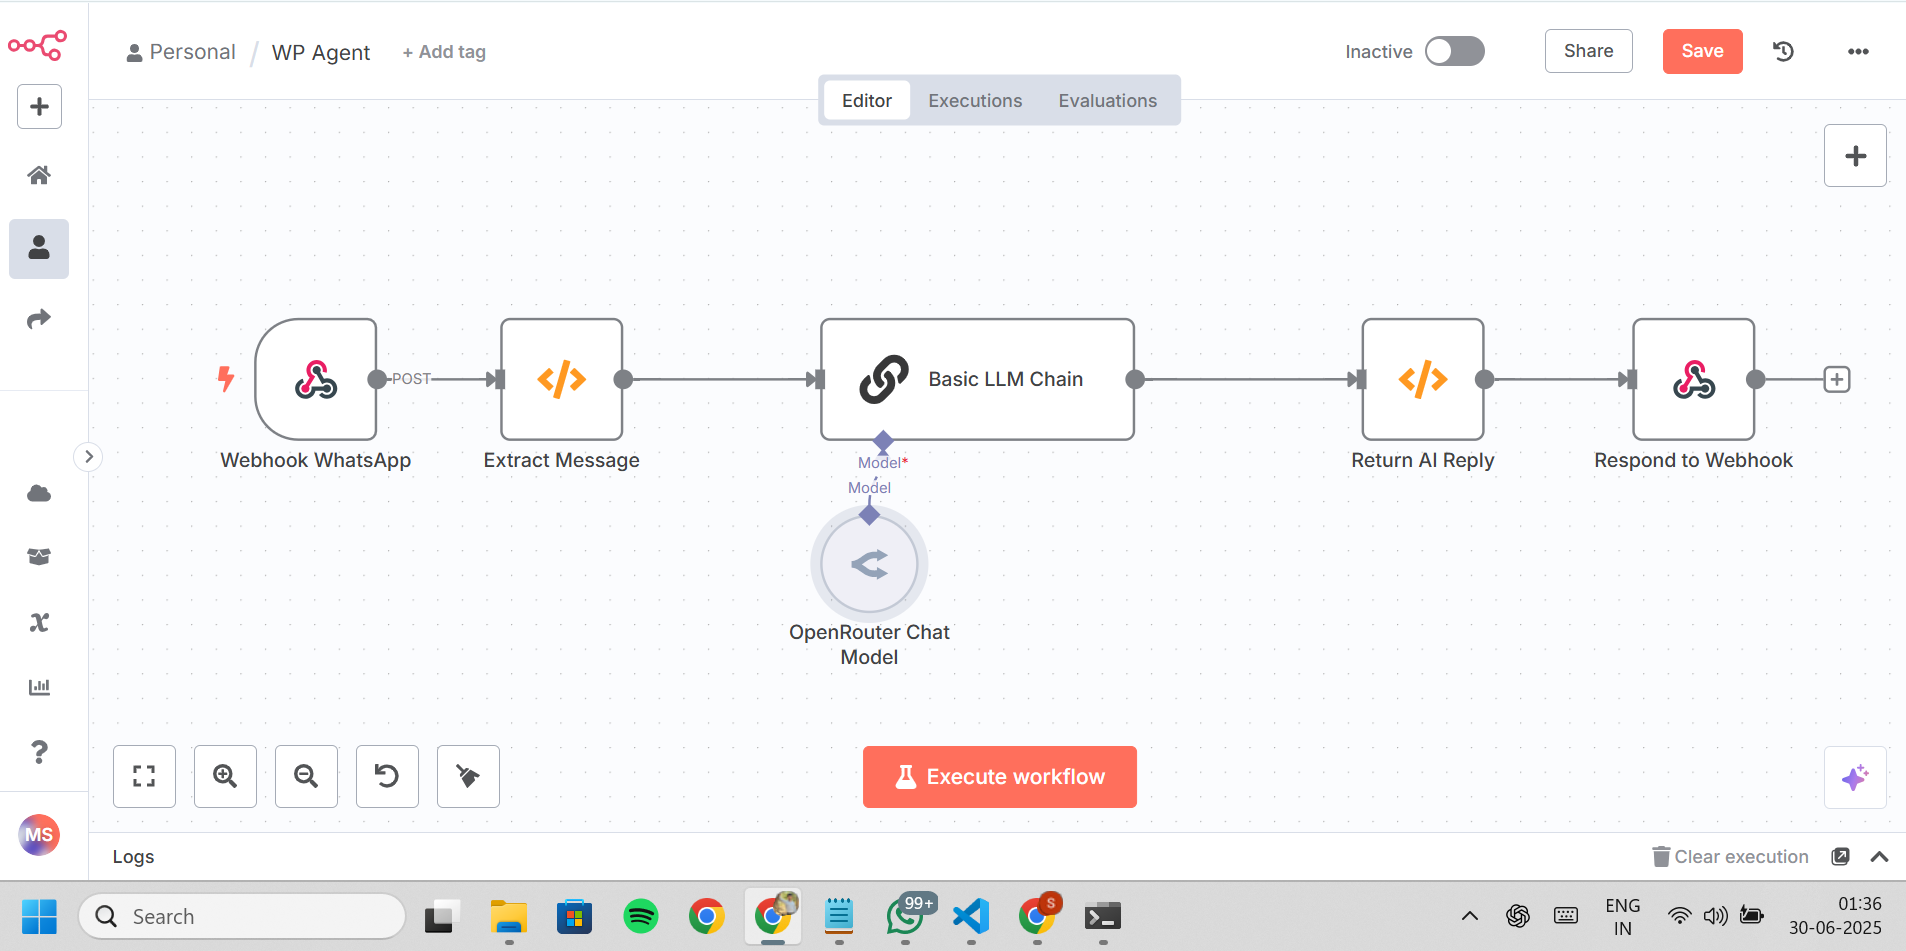 Personal / WP Agent + Add tag
Inactive
Share
Save
Editor Executions Evaluations
POST
Basic LLM Chain
Webhook WhatsApp
Extract Message
Model*
Model
Return AI Reply
Respond to Webhook
OpenRouter Chat
Model
Execute workflow
MS
Logs
Clear execution
Search
99+
S
ENG
IN
01:36
30-06-2025